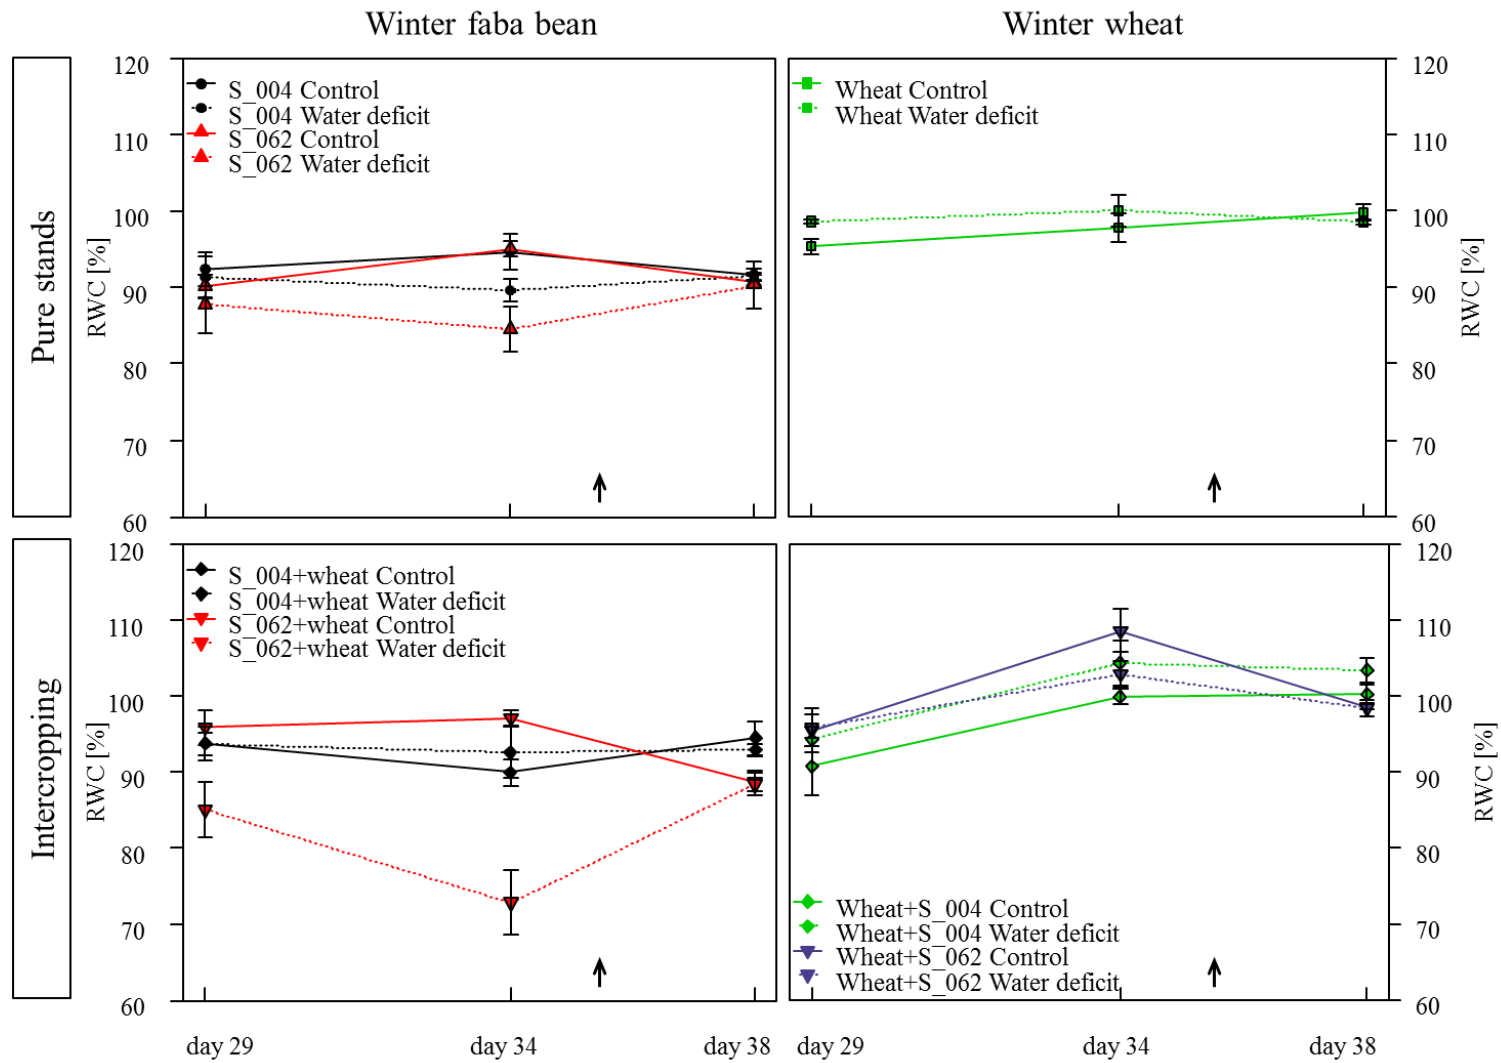 Winter faba bean
Winter wheat
Pure stands
RWC [%]
120
110
100
90
80
70
60
S_004 Control
S_004 Water deficit
S_062 Control
S_062 Water deficit
Wheat Control
Wheat Water deficit
120
110
100
90
80
70
60
RWC [%]
Intercropping
RWC [%]
120
110
100
90
80
70
60
S_004+wheat Control
S_004+wheat Water deficit
S_062+wheat Control
S_062+wheat Water deficit
Wheat+S_004 Control
Wheat+S_004 Water deficit
Wheat+S_062 Control
Wheat+S_062 Water deficit
120
110
100
90
80
70
60
RWC [%]
day 29
day 34
day 38
day 29
day 34
day 38